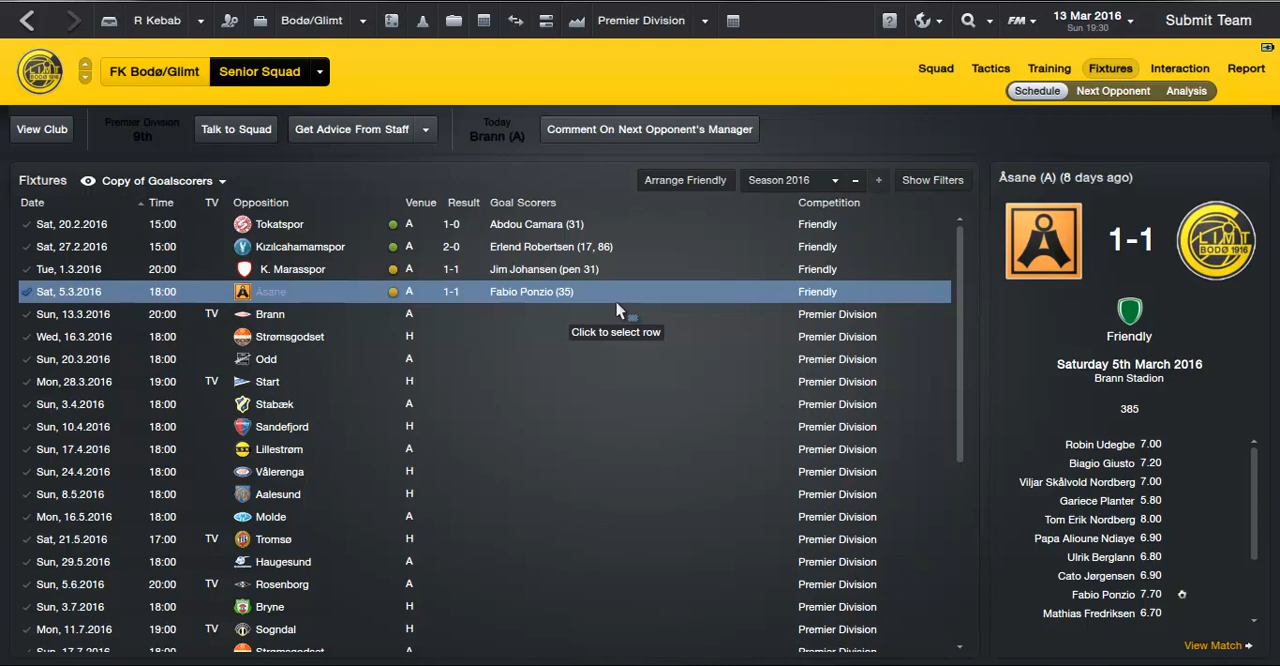 R Kebab Bodø/Glimt Premier Division ? FM 13 Mar 2016 Submit Team
Sun 19:30
FK Bodø/Glimt Senior Squad Squad Tactics Training Fixtures Interaction Report
Schedule Next Opponent Analysis
View Club Premier Division Talk to Squad Get Advice From Staff Today Comment On Next Opponent's Manager
9th Brann (A)
Fixtures Copy of Goalscorers Arrange Friendly Season 2016 - + Show Filters
Date Time TV Opposition Venue Result Goal Scorers Competition
Sat, 20.2.2016 15:00 Tokatspor A 1-0 Abdou Camara (31) Friendly
Sat, 27.2.2016 15:00 Kızılcahamamspor A 2-0 Erlend Robertsen (17, 86) Friendly
Tue, 1.3.2016 20:00 K. Marasspor A 1-1 Jim Johansen (pen 31) Friendly
Sat, 5.3.2016 18:00 Åsane A 1-1 Fabio Ponzio (35) Friendly
Click to select row
Sun, 13.3.2016 20:00 TV Brann A Premier Division
Wed, 16.3.2016 18:00 Strømsgodset H Premier Division
Sun, 20.3.2016 18:00 Odd A Premier Division
Mon, 28.3.2016 19:00 TV Start H Premier Division
Sun, 3.4.2016 18:00 Stabæk A Premier Division
Sun, 10.4.2016 18:00 Sandefjord H Premier Division
Sun, 17.4.2016 18:00 Lillestrøm A Premier Division
Sun, 24.4.2016 18:00 Vålerenga H Premier Division
Sun, 8.5.2016 18:00 Aalesund H Premier Division
Mon, 16.5.2016 18:00 Molde A Premier Division
Sat, 21.5.2016 17:00 TV Tromsø H Premier Division
Sun, 29.5.2016 18:00 Haugesund A Premier Division
Sun, 5.6.2016 20:00 TV Rosenborg A Premier Division
Sun, 3.7.2016 18:00 Bryne H Premier Division
Mon, 11.7.2016 19:00 TV Sogndal H Premier Division
Sun, 17.7.2016 18:00 Strømsgodset A Premier Division
Åsane (A) (8 days ago)
1-1
LIMT
BODØ 1916
Friendly
Saturday 5th March 2016
Brann Stadion
385
Robin Udegbe 7.00
Biagio Giusto 7.20
Viljar Skålvold Nordberg 7.00
Gariece Planter 5.80
Tom Erik Nordberg 8.00
Papa Alioune Ndiaye 6.90
Ulrik Berglann 6.80
Cato Jørgensen 6.90
Fabio Ponzio 7.70
Mathias Fredriksen 6.70
View Match